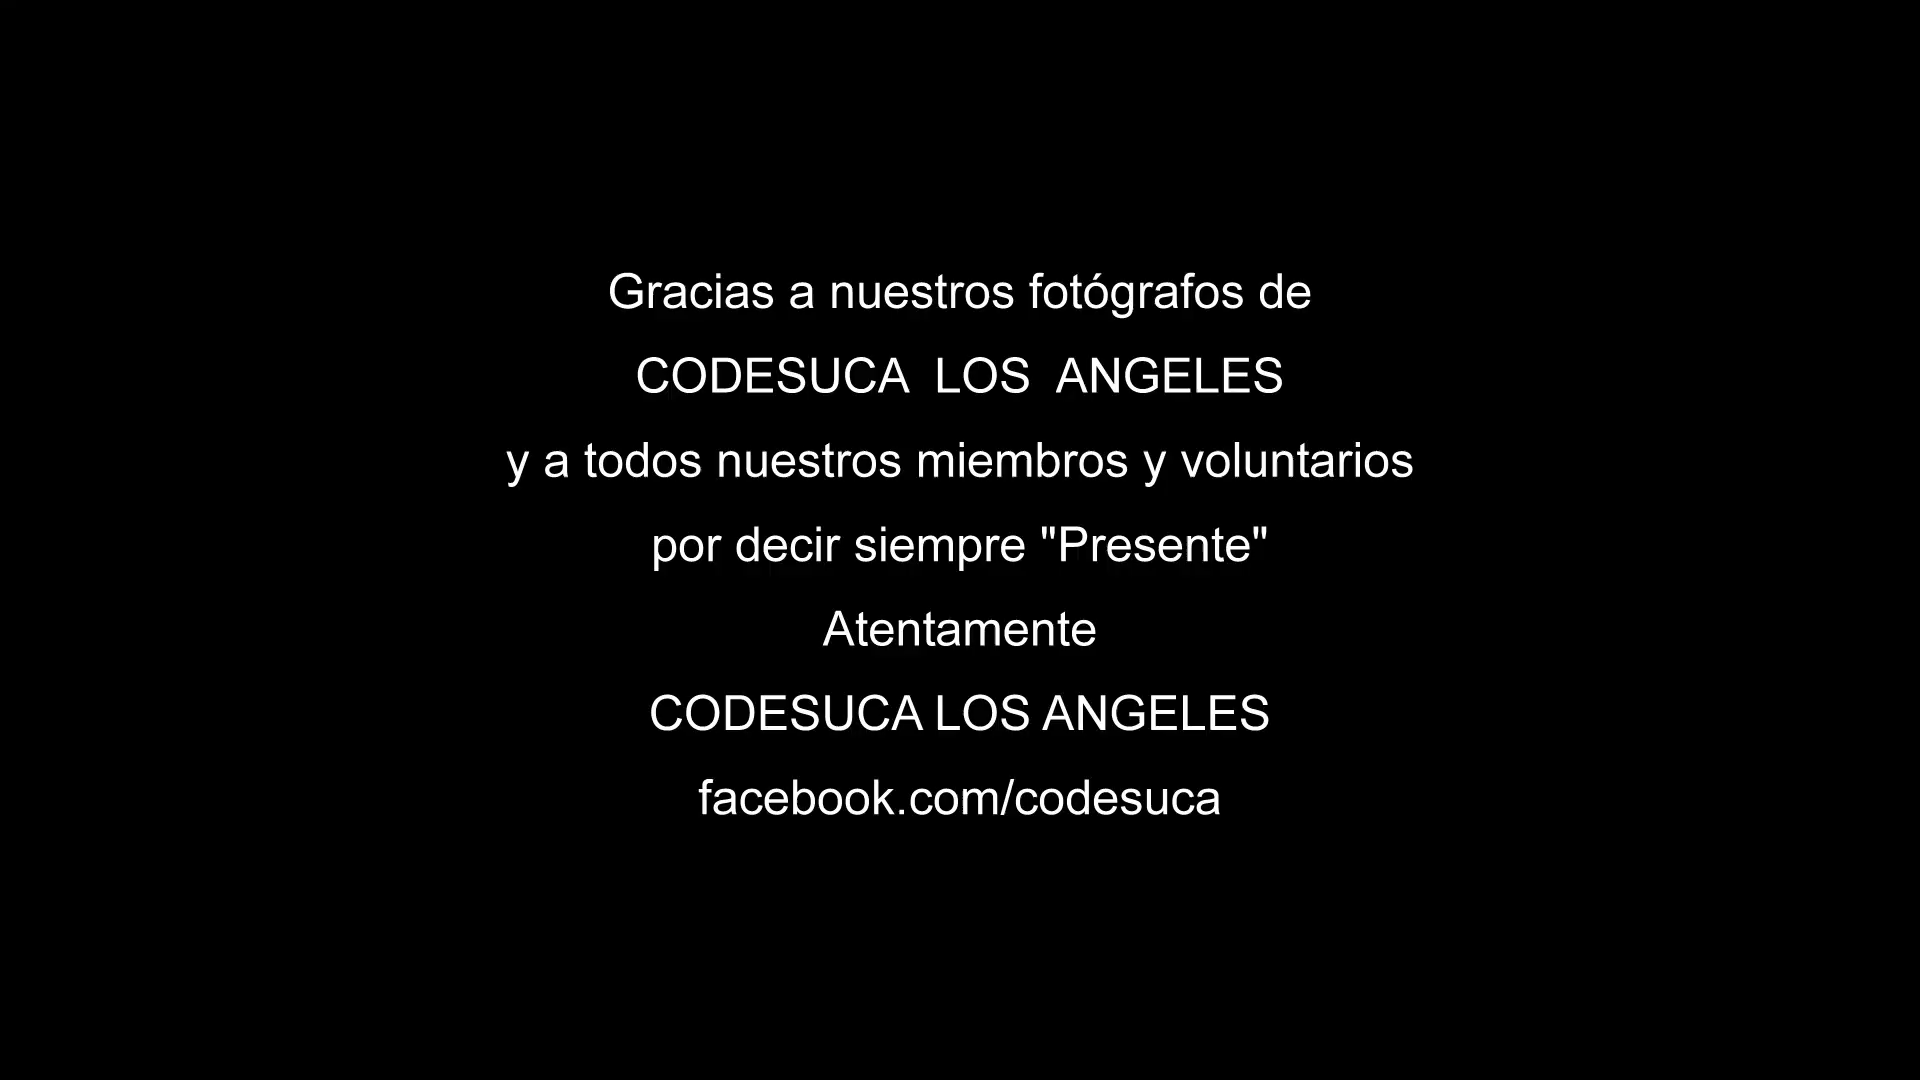 Gracias a nuestros fotógrafos de
CODESUCA  LOS  ANGELES
y a todos nuestros miembros y voluntarios
por decir siempre "Presente"
Atentamente
CODESUCA LOS ANGELES
facebook.com/codesuca